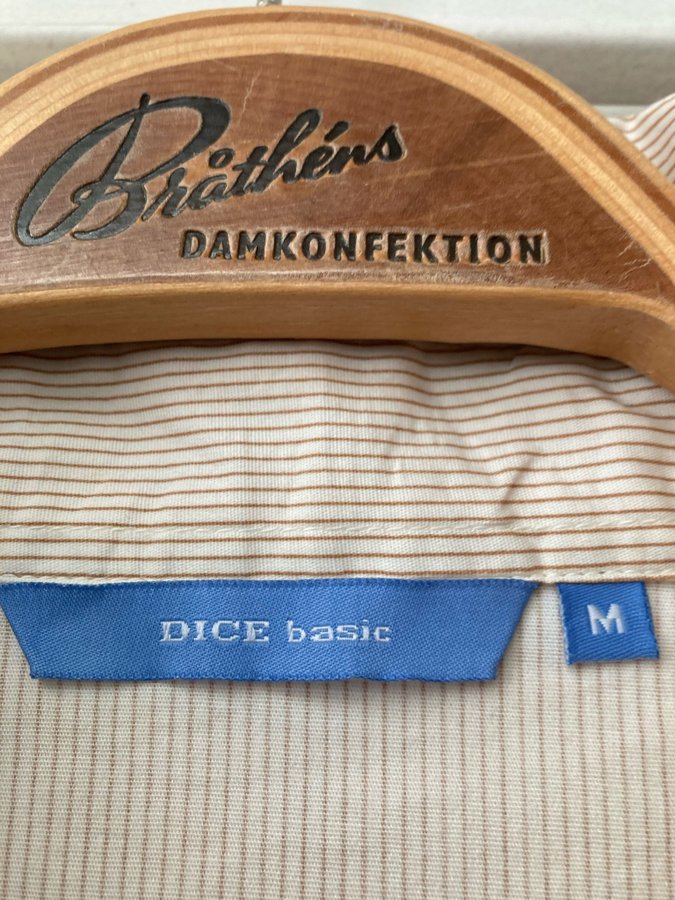 Bråthéns
DAMKONFEKTION
DICE basic
M